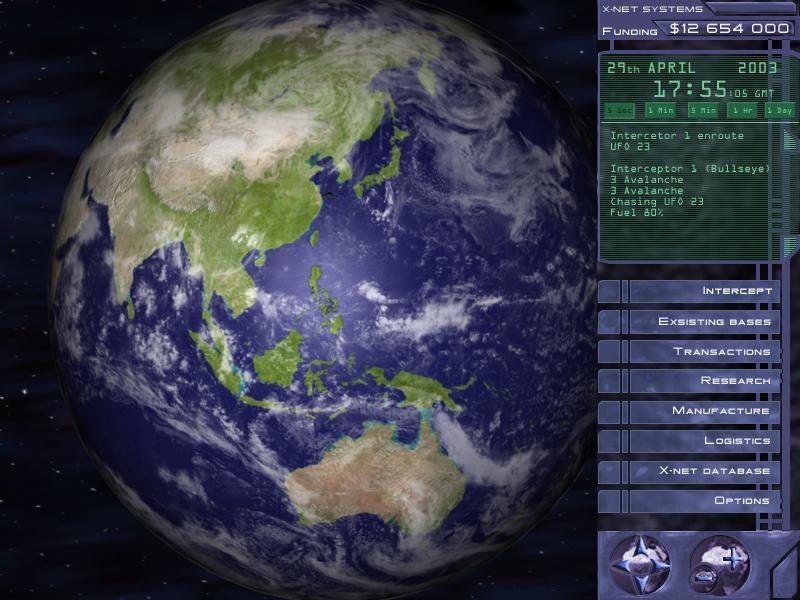 X-NET SYSTEMS
FUNDING $12 654 000
29th APRIL 2003
17:55:05 GMT
5 Sec 1 Min 5 Min 1 Hr 1 Day
Intercetor 1 enroute
UFO 23
Interceptor 1 (Bullseye)
3 Avalanche
3 Avalanche
Chasing UFO 23
Fuel 80%
INTERCEPT
EXSISTING BASES
TRANSACTIONS
RESEARCH
MANUFACTURE
LOGISTICS
X-NET DATABASE
OPTIONS